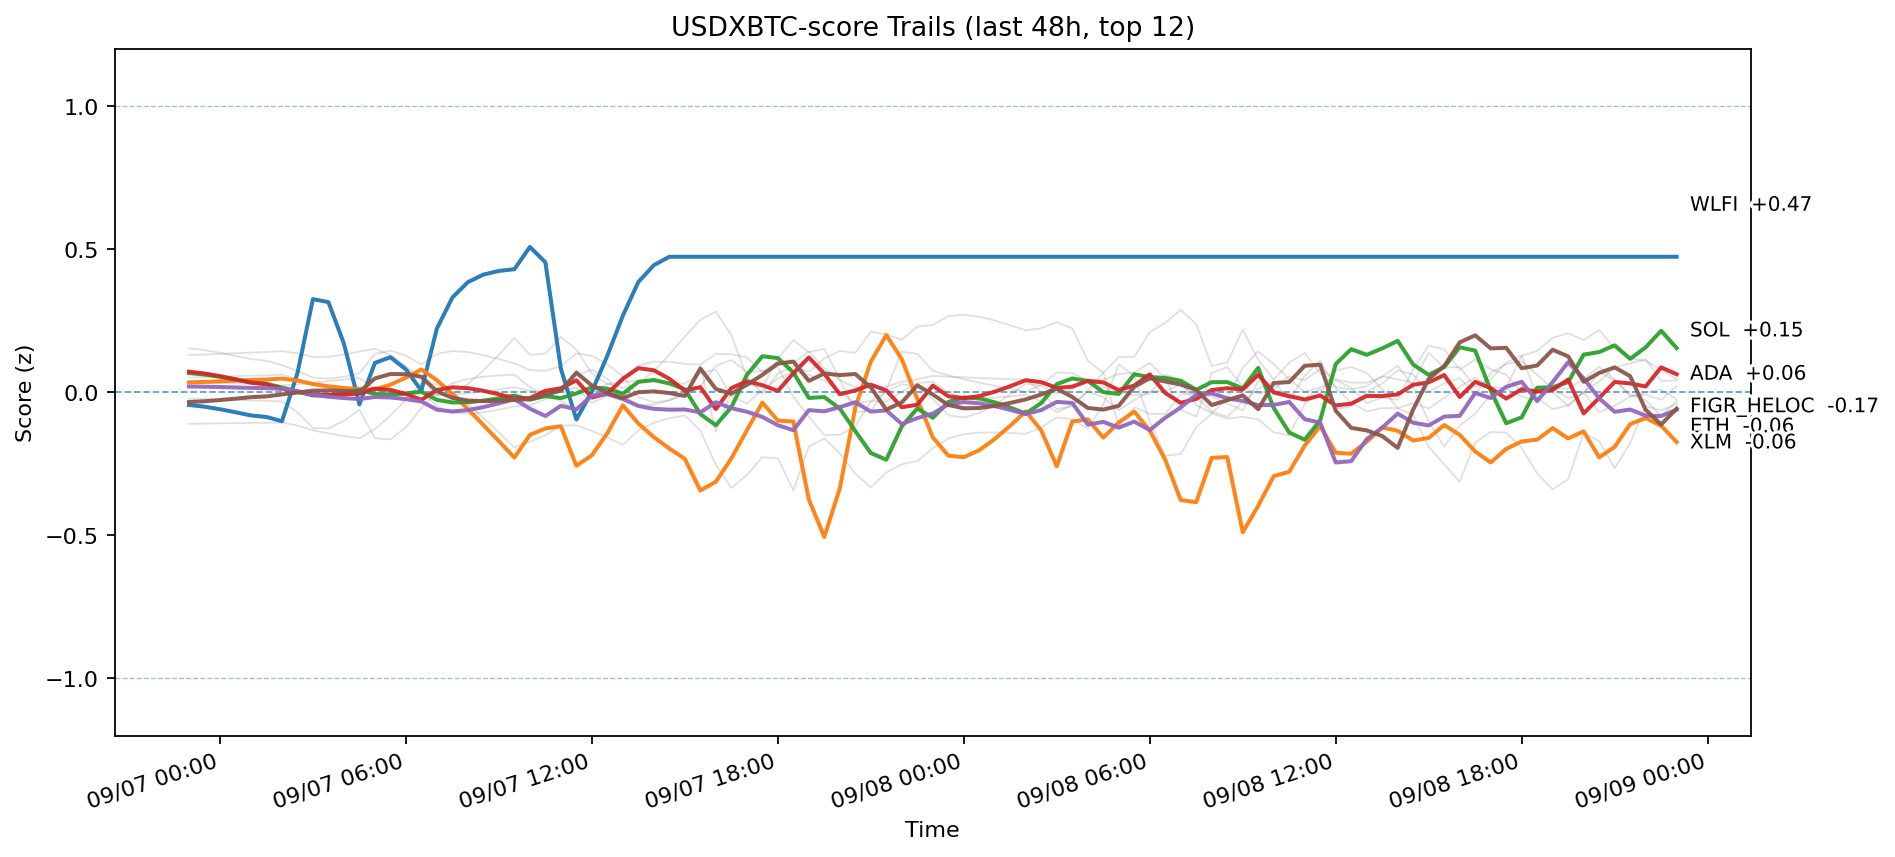 USDXBTC-score Trails (last 48h, top 12)
Score (z)
1.0
0.5
0.0
−0.5
−1.0
WLFI +0.47
SOL +0.15
ADA +0.06
FIGR_HELOC -0.17
ETH -0.06
XLM -0.06
09/07 00:00
09/07 06:00
09/07 12:00
09/07 18:00
09/08 00:00
09/08 06:00
09/08 12:00
09/08 18:00
09/09 00:00
Time